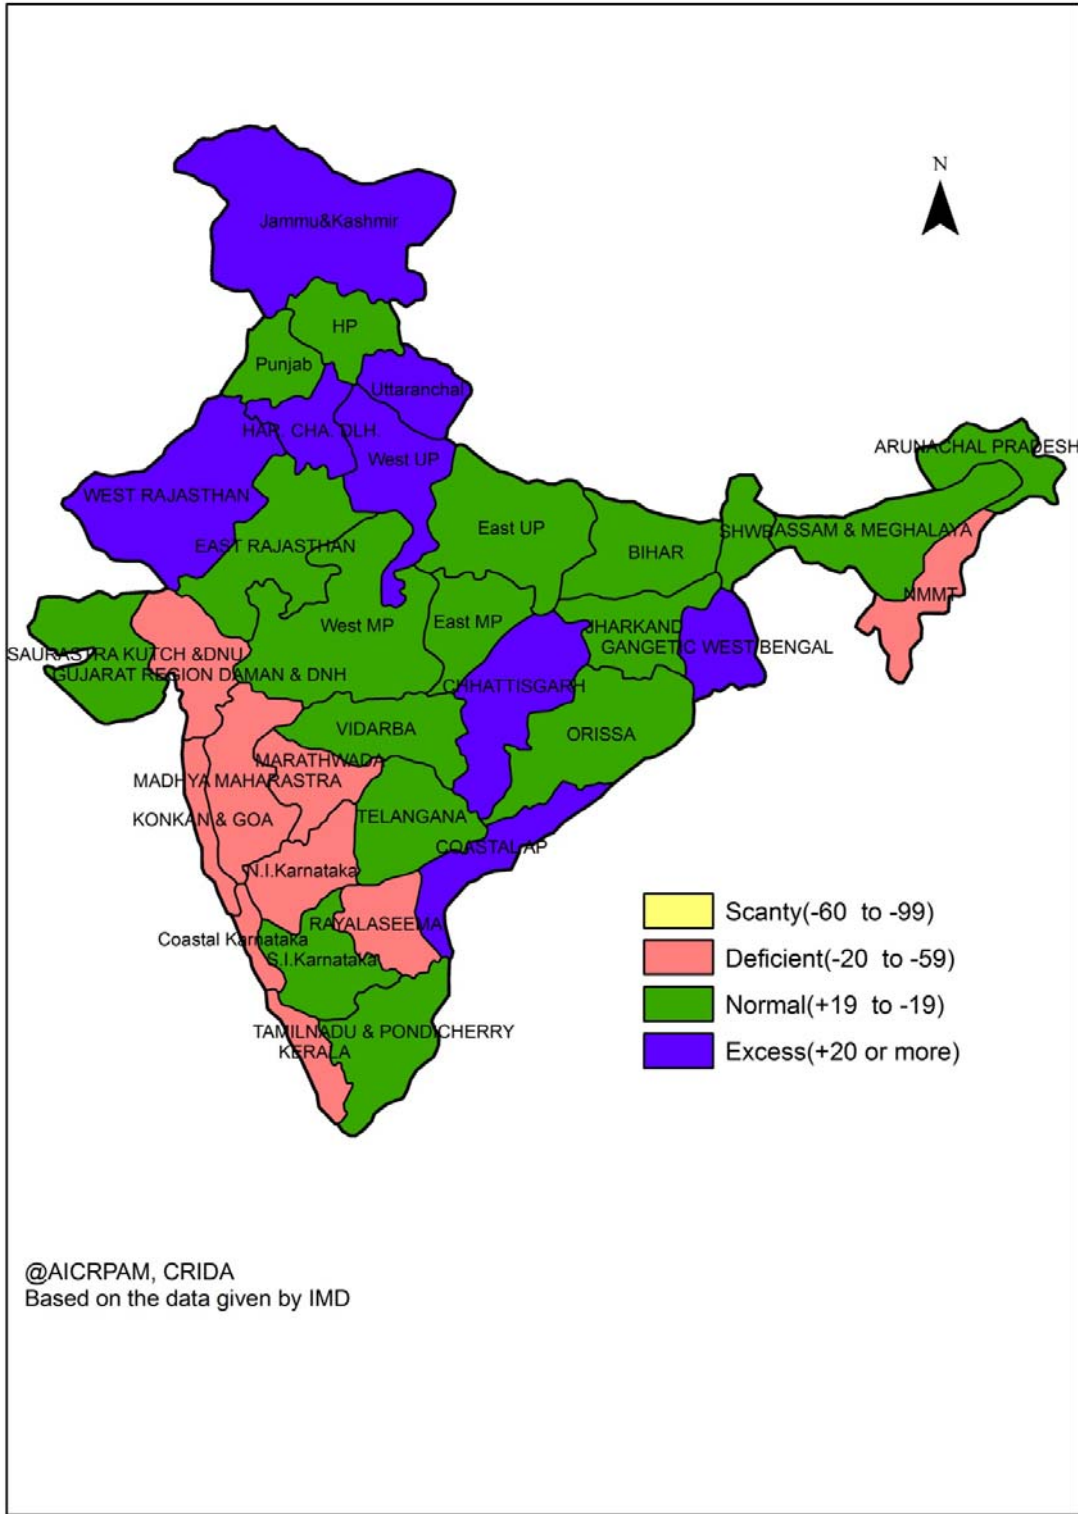 N
Jammu&Kashmir
HP
Punjab
Uttaranchal
HAR. CHA. DLH.
West UP
ARUNACHAL PRADESH
WEST RAJASTHAN
East UP
SHWB
ASSAM & MEGHALAYA
EAST RAJASTHAN
BIHAR
NMMT
West MP
East MP
JHARKAND
GANGETIC WEST BENGAL
SAURASTRA KUTCH &DNU
GUJARAT REGION DAMAN & DNH
CHHATTISGARH
VIDARBA
ORISSA
MARATHWADA
MADHYA MAHARASTRA
KONKAN & GOA
TELANGANA
COASTAL AP
N.I.Karnataka
RAYALASEEMA
Coastal Karnataka
S.I.Karnataka
TAMILNADU & PONDICHERRY
KERALA
Scanty(-60 to -99)
Deficient(-20 to -59)
Normal(+19 to -19)
Excess(+20 or more)
@AICRPAM, CRIDA
Based on the data given by IMD